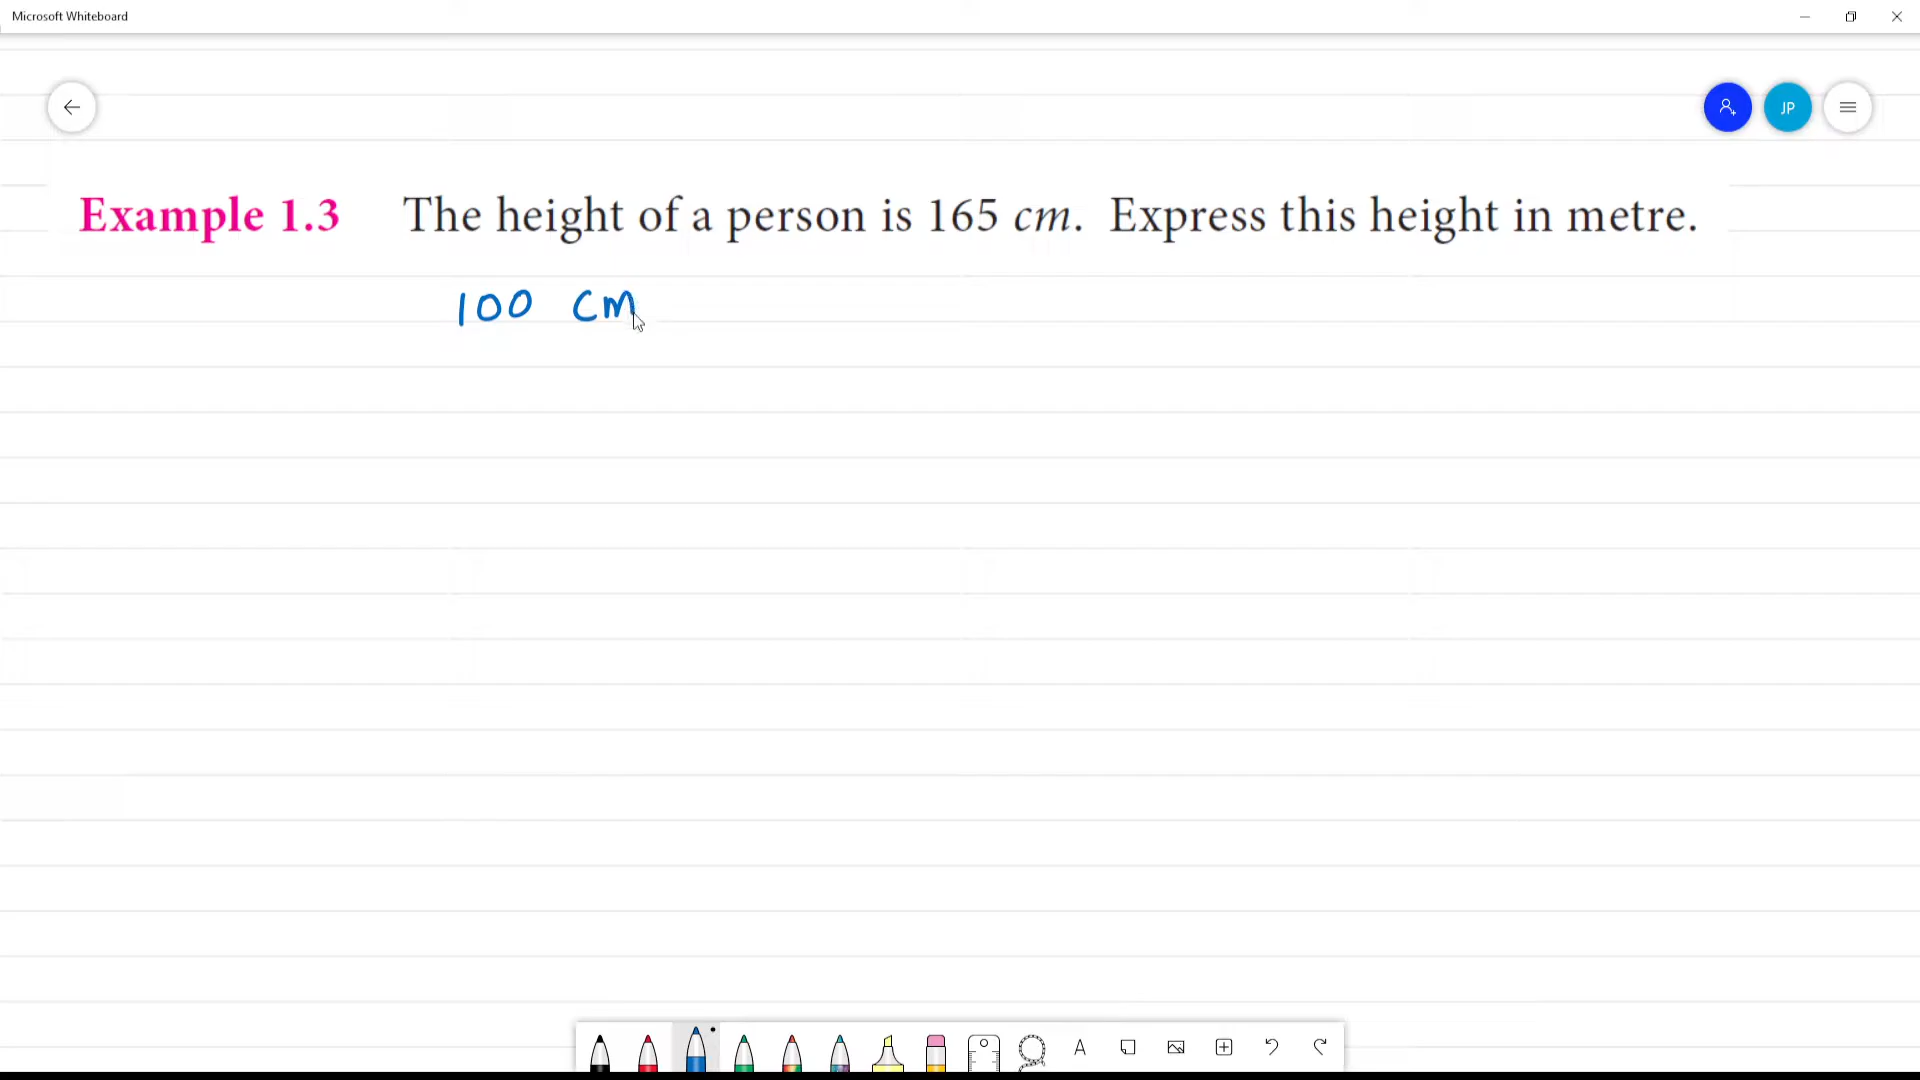 Microsoft Whiteboard
JP
Example 1.3 The height of a person is 165 cm. Express this height in metre.
100 cm
A